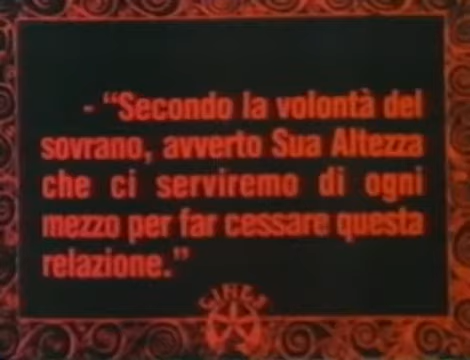 - “Secondo la volontà del
sovrano, avverto Sua Altezza
che ci serviremo di ogni
mezzo per far cessare questa
relazione.”
CINES